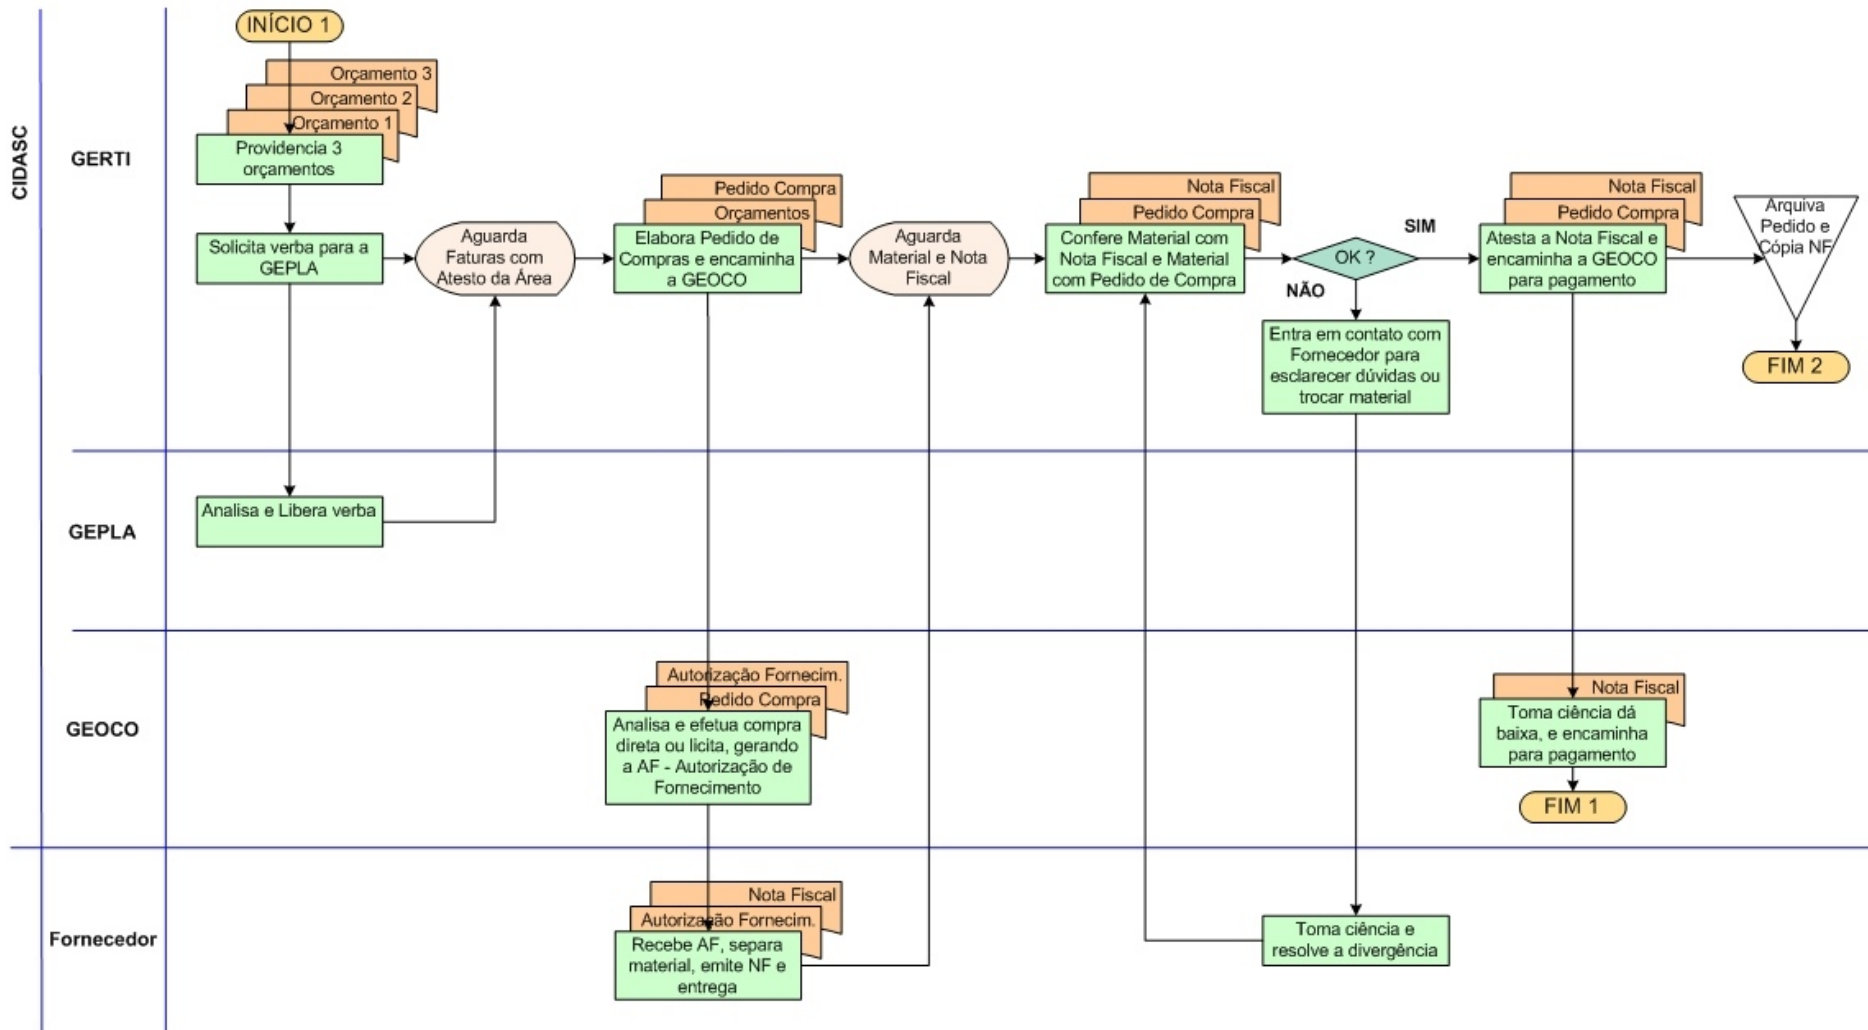 CIDASC
GERTI
INÍCIO 1
Orçamento 3
Orçamento 2
Orçamento 1
Providencia 3
orçamentos
Solicita verba para a
GEPLA
Aguarda
Faturas com
Atesto da Área
Pedido Compra
Orçamentos
Elabora Pedido de
Compras e encaminha
a GEOCO
Aguarda
Material e Nota
Fiscal
Nota Fiscal
Pedido Compra
Confere Material com
Nota Fiscal e Material
com Pedido de Compra
OK ?
SIM
NÃO
Entra em contato com
Fornecedor para
esclarecer dúvidas ou
trocar material
Nota Fiscal
Pedido Compra
Atesta a Nota Fiscal e
encaminha a GEOCO
para pagamento
Arquiva
Pedido e
Cópia NF
FIM 2
GEPLA
Analisa e Libera verba
GEOCO
Autorização Fornecim.
Pedido Compra
Analisa e efetua compra
direta ou licita, gerando
a AF - Autorização de
Fornecimento
Nota Fiscal
Toma ciência dá
baixa, e encaminha
para pagamento
FIM 1
Fornecedor
Nota Fiscal
Autorização Fornecim.
Recebe AF, separa
material, emite NF e
entrega
Toma ciência e
resolve a divergência